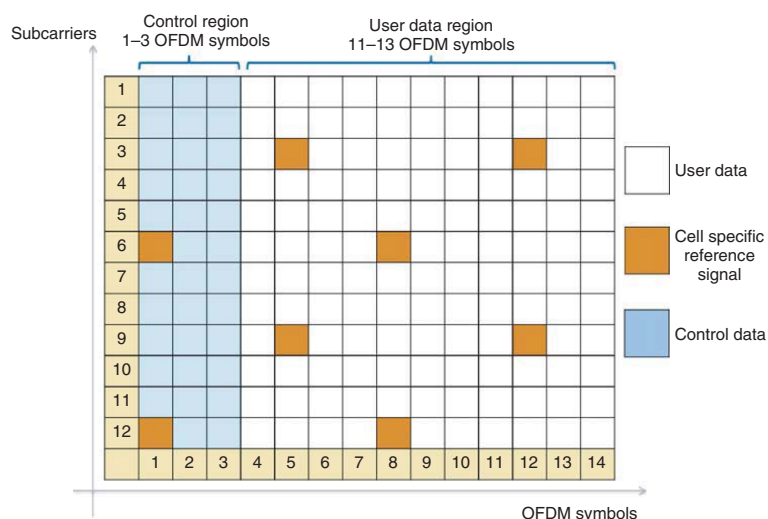 Subcarriers
Control region
1–3 OFDM symbols
User data region
11–13 OFDM symbols
1
2
3
4
5
6
7
8
9
10
11
12
1 2 3 4 5 6 7 8 9 10 11 12 13 14
OFDM symbols
User data
Cell specific
reference
signal
Control data